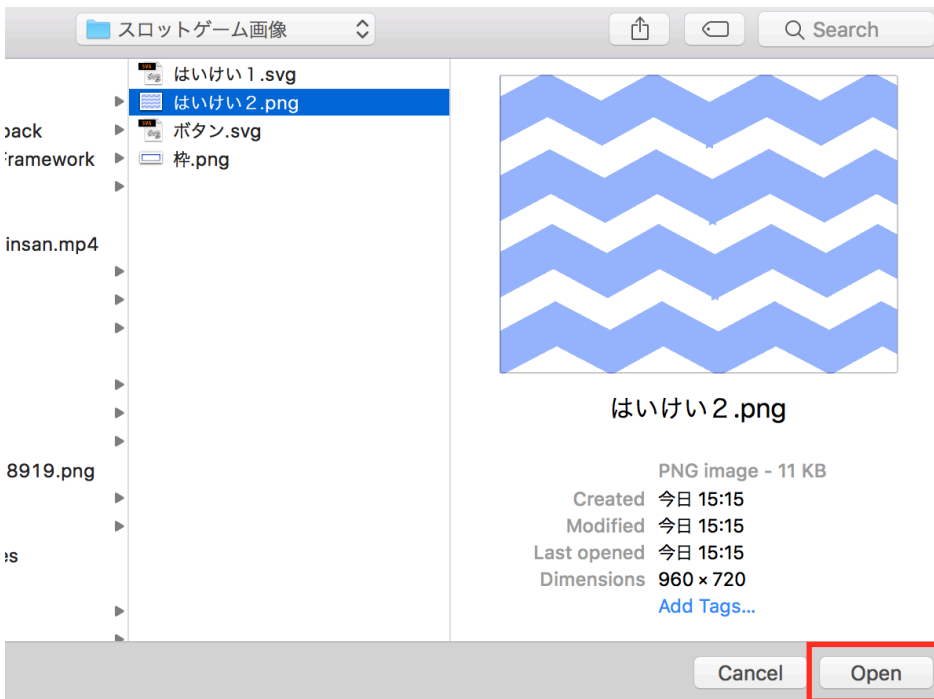 スロットゲーム画像
Search
はいけい１.svg
はいけい２.png
ボタン.svg
枠.png
insan.mp4
8919.png
はいけい２.png
PNG image - 11 KB
Created 今日 15:15
Modified 今日 15:15
Last opened 今日 15:15
Dimensions 960 × 720
Add Tags...
Cancel
Open